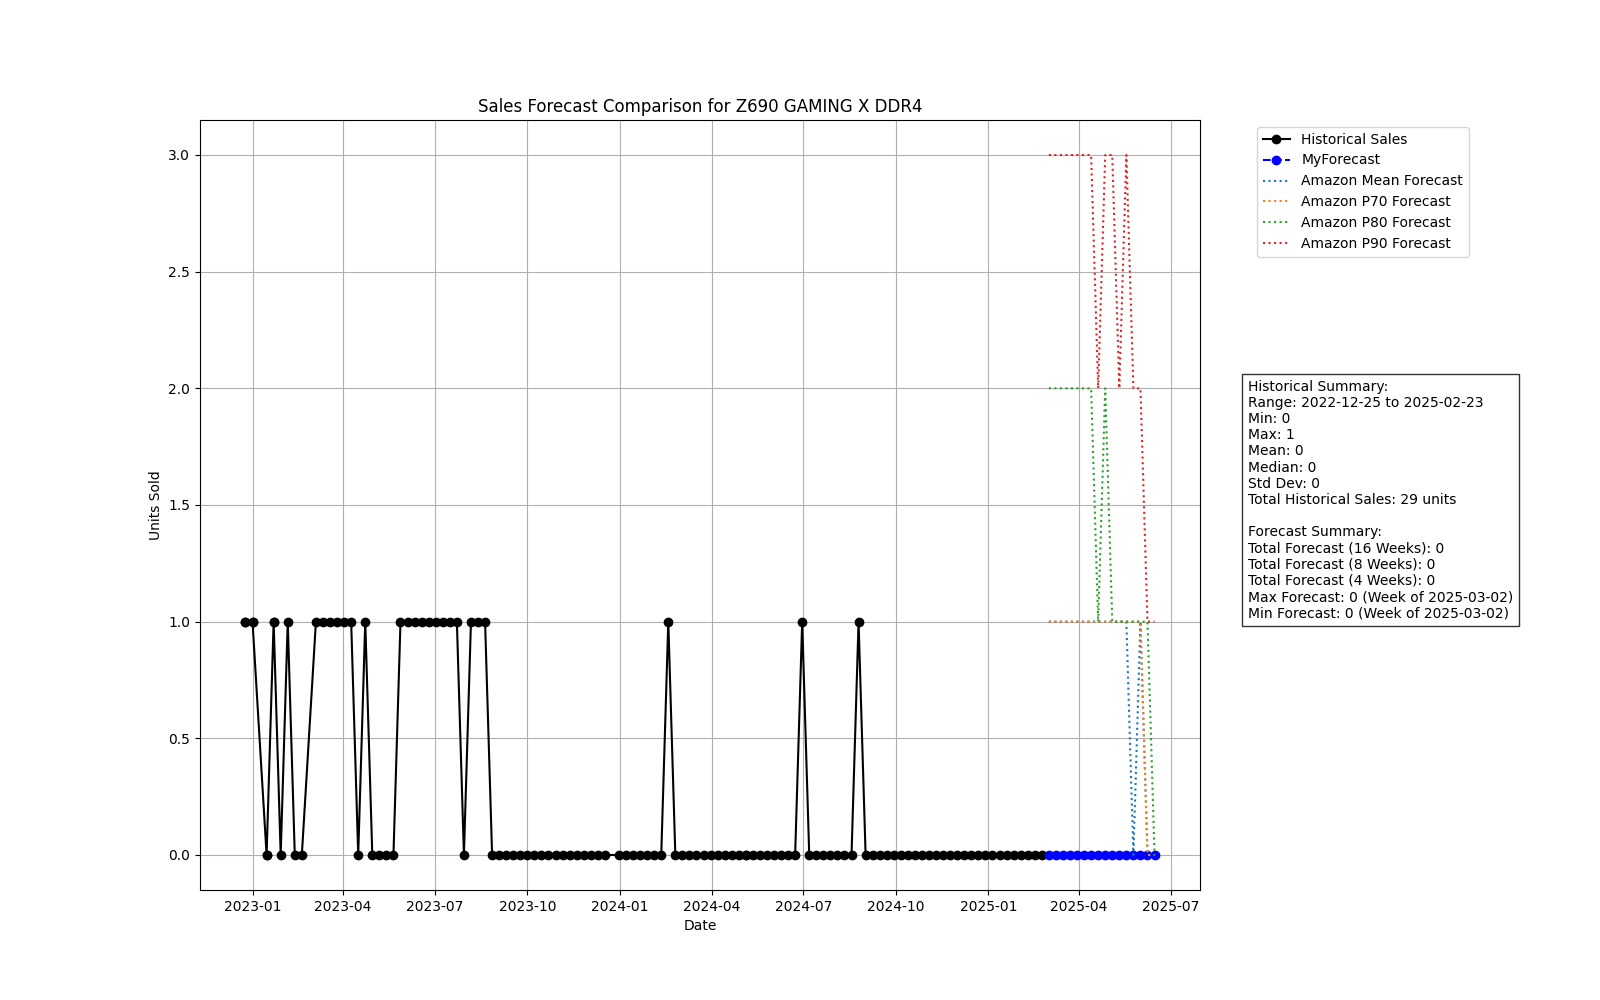 Sales Forecast Comparison for Z690 GAMING X DDR4
Historical Sales
MyForecast
Amazon Mean Forecast
Amazon P70 Forecast
Amazon P80 Forecast
Amazon P90 Forecast
3.0
2.5
2.0
1.5
1.0
0.5
0.0
Units Sold
2023-01
2023-04
2023-07
2023-10
2024-01
2024-04
2024-07
2024-10
2025-01
2025-04
2025-07
Date
Historical Summary:
Range: 2022-12-25 to 2025-02-23
Min: 0
Max: 1
Mean: 0
Median: 0
Std Dev: 0
Total Historical Sales: 29 units
Forecast Summary:
Total Forecast (16 Weeks): 0
Total Forecast (8 Weeks): 0
Total Forecast (4 Weeks): 0
Max Forecast: 0 (Week of 2025-03-02)
Min Forecast: 0 (Week of 2025-03-02)